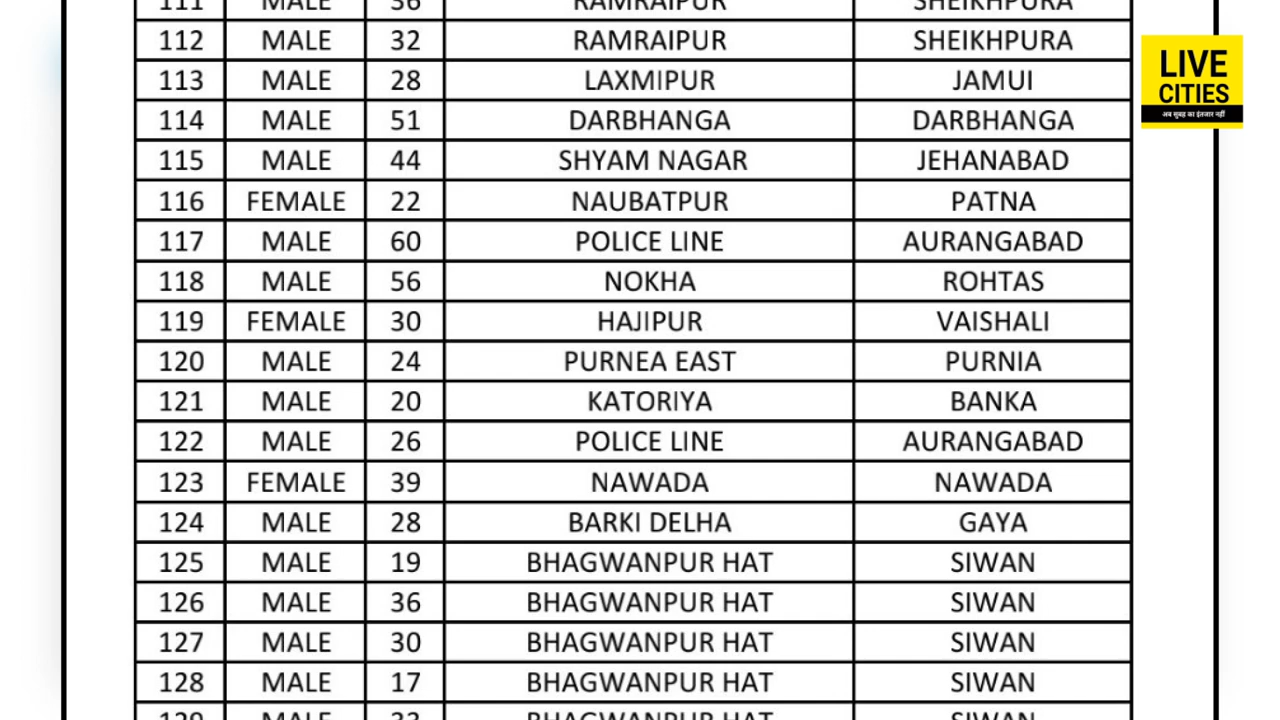 111 MALE 36 RAMRAIPUR SHEIKHPURA
112 MALE 32 RAMRAIPUR SHEIKHPURA
113 MALE 28 LAXMIPUR JAMUI
114 MALE 51 DARBHANGA DARBHANGA
115 MALE 44 SHYAM NAGAR JEHANABAD
116 FEMALE 22 NAUBATPUR PATNA
117 MALE 60 POLICE LINE AURANGABAD
118 MALE 56 NOKHA ROHTAS
119 FEMALE 30 HAJIPUR VAISHALI
120 MALE 24 PURNEA EAST PURNIA
121 MALE 20 KATORIYA BANKA
122 MALE 26 POLICE LINE AURANGABAD
123 FEMALE 39 NAWADA NAWADA
124 MALE 28 BARKI DELHA GAYA
125 MALE 19 BHAGWANPUR HAT SIWAN
126 MALE 36 BHAGWANPUR HAT SIWAN
127 MALE 30 BHAGWANPUR HAT SIWAN
128 MALE 17 BHAGWANPUR HAT SIWAN
129 MALE 33 BHAGWANPUR HAT SIWAN
LIVE
CITIES
अब सुबह का इंतजार नहीं